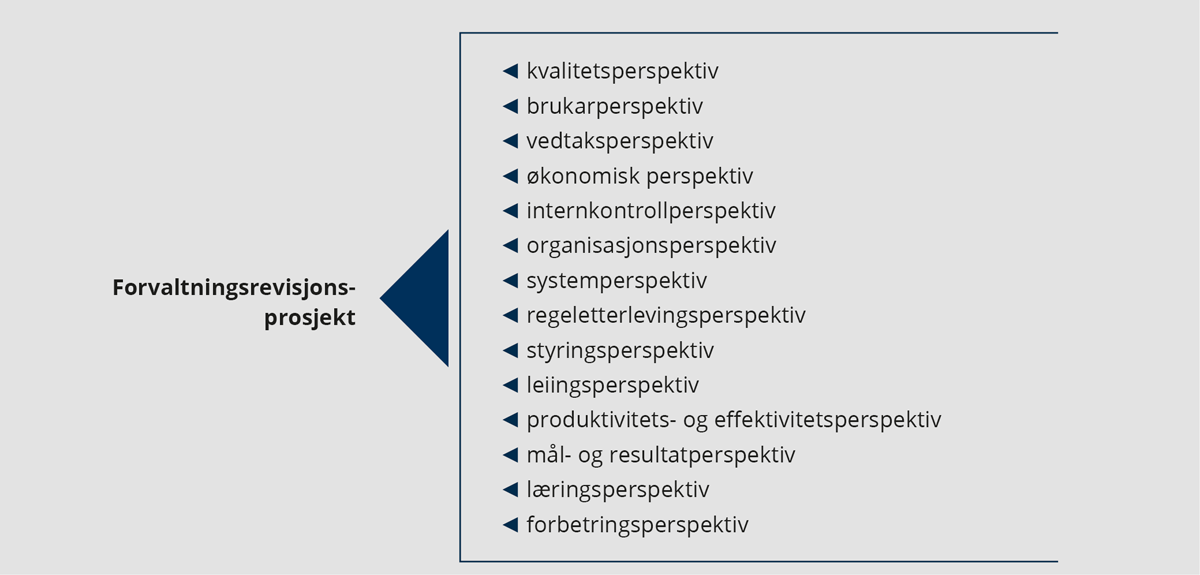 Forvaltningsrevisjons-
prosjekt
kvalitetsperspektiv
brukarperspektiv
vedtaksperspektiv
økonomisk perspektiv
internkontrollperspektiv
organisasjonsperspektiv
systemperspektiv
regeletterlevingsperspektiv
styringsperspektiv
leiingsperspektiv
produktivitets- og effektivitetsperspektiv
mål- og resultatperspektiv
læringsperspektiv
forbetringsperspektiv